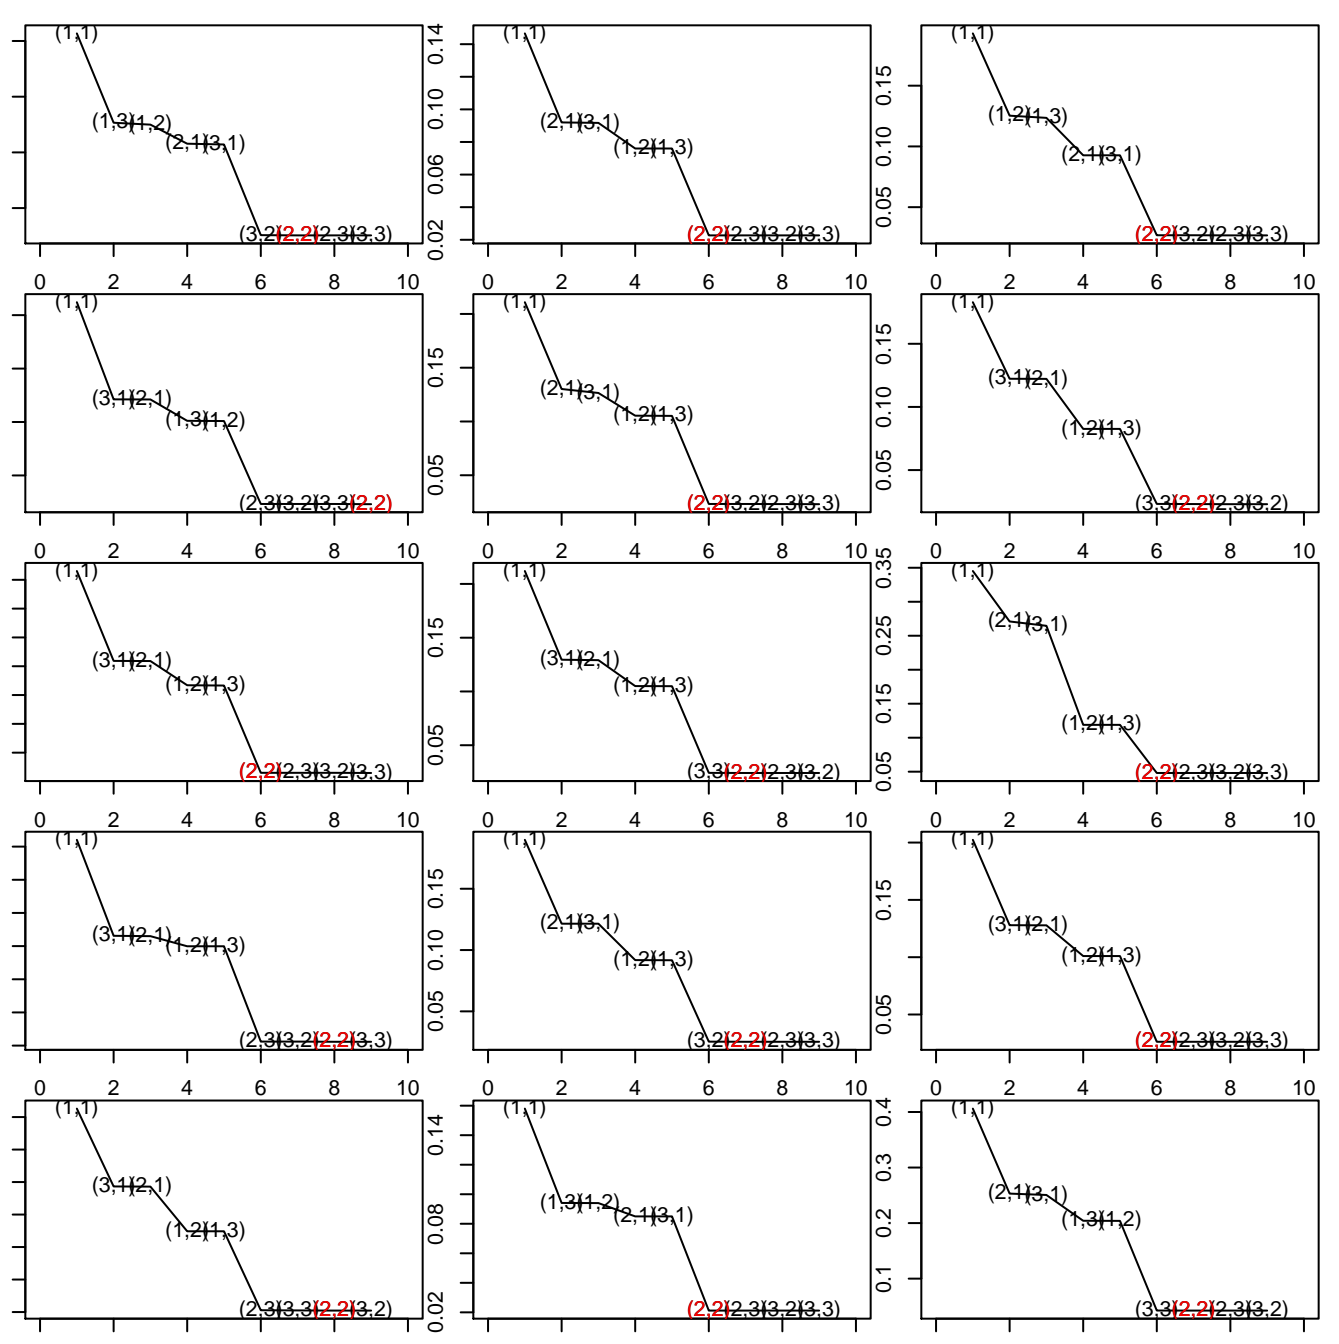 (1,1) (1,3) (1,2) (2,1) (3,1) (3,2) (2,2) (2,3) (3,3)
0 2 4 6 8 10
0.02 0.06 0.10 0.14
(1,1) (2,1) (3,1) (1,2) (1,3) (2,2) (2,3) (3,2) (3,3)
0 2 4 6 8 10
0.05 0.10 0.15
(1,1) (1,2) (1,3) (2,1) (3,1) (2,2) (3,2) (2,3) (3,3)
0 2 4 6 8 10
(1,1) (3,1) (2,1) (1,3) (1,2) (2,3) (3,2) (3,3) (2,2)
0 2 4 6 8 10
0.05 0.15
(1,1) (2,1) (3,1) (1,2) (1,3) (2,2) (3,2) (2,3) (3,3)
0 2 4 6 8 10
0.05 0.10 0.15
(1,1) (3,1) (2,1) (1,2) (1,3) (3,3) (2,2) (2,3) (3,2)
0 2 4 6 8 10
(1,1) (3,1) (2,1) (1,2) (1,3) (2,2) (2,3) (3,2) (3,3)
0 2 4 6 8 10
0.05 0.15
(1,1) (3,1) (2,1) (1,2) (1,3) (3,3) (2,2) (2,3) (3,2)
0 2 4 6 8 10
0.05 0.15 0.25 0.35
(1,1) (2,1) (3,1) (1,2) (1,3) (2,2) (2,3) (3,2) (3,3)
0 2 4 6 8 10
(1,1) (3,1) (2,1) (1,2) (1,3) (2,3) (3,2) (2,2) (3,3)
0 2 4 6 8 10
0.05 0.10 0.15
(1,1) (2,1) (3,1) (1,2) (1,3) (3,2) (2,2) (2,3) (3,3)
0 2 4 6 8 10
0.05 0.15
(1,1) (3,1) (2,1) (1,2) (1,3) (2,2) (2,3) (3,2) (3,3)
0 2 4 6 8 10
(1,1) (3,1) (2,1) (1,2) (1,3) (2,3) (3,3) (2,2) (3,2)
0.02 0.08 0.14
(1,1) (1,3) (1,2) (2,1) (3,1) (2,2) (2,3) (3,2) (3,3)
0.1 0.2 0.3 0.4
(1,1) (2,1) (3,1) (1,3) (1,2) (3,3) (2,2) (2,3) (3,2)